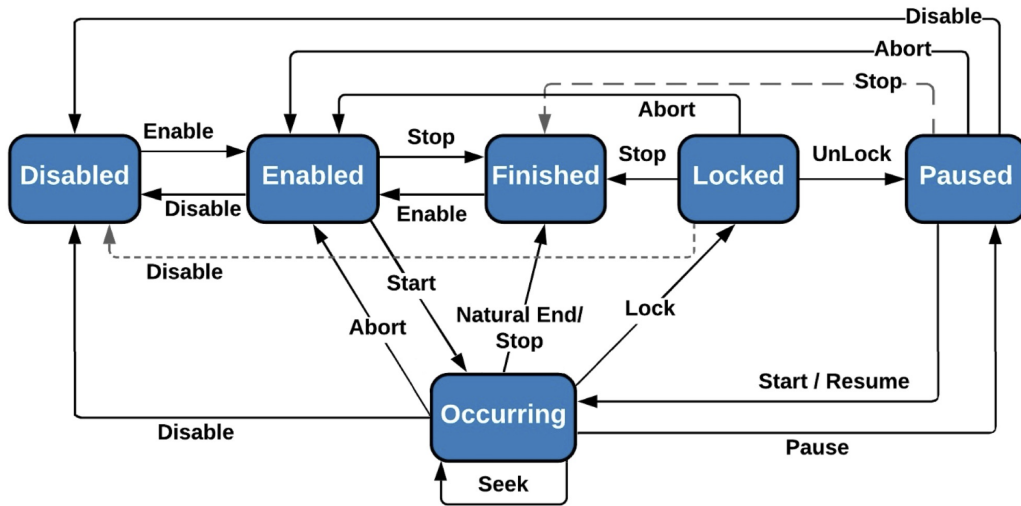 Disable
Abort
Stop
Abort
Enable
Stop
Stop
UnLock
Disabled
Enabled
Finished
Locked
Paused
Disable
Enable
Disable
Start
Abort
Natural End/
Stop
Lock
Start / Resume
Occurring
Disable
Pause
Seek